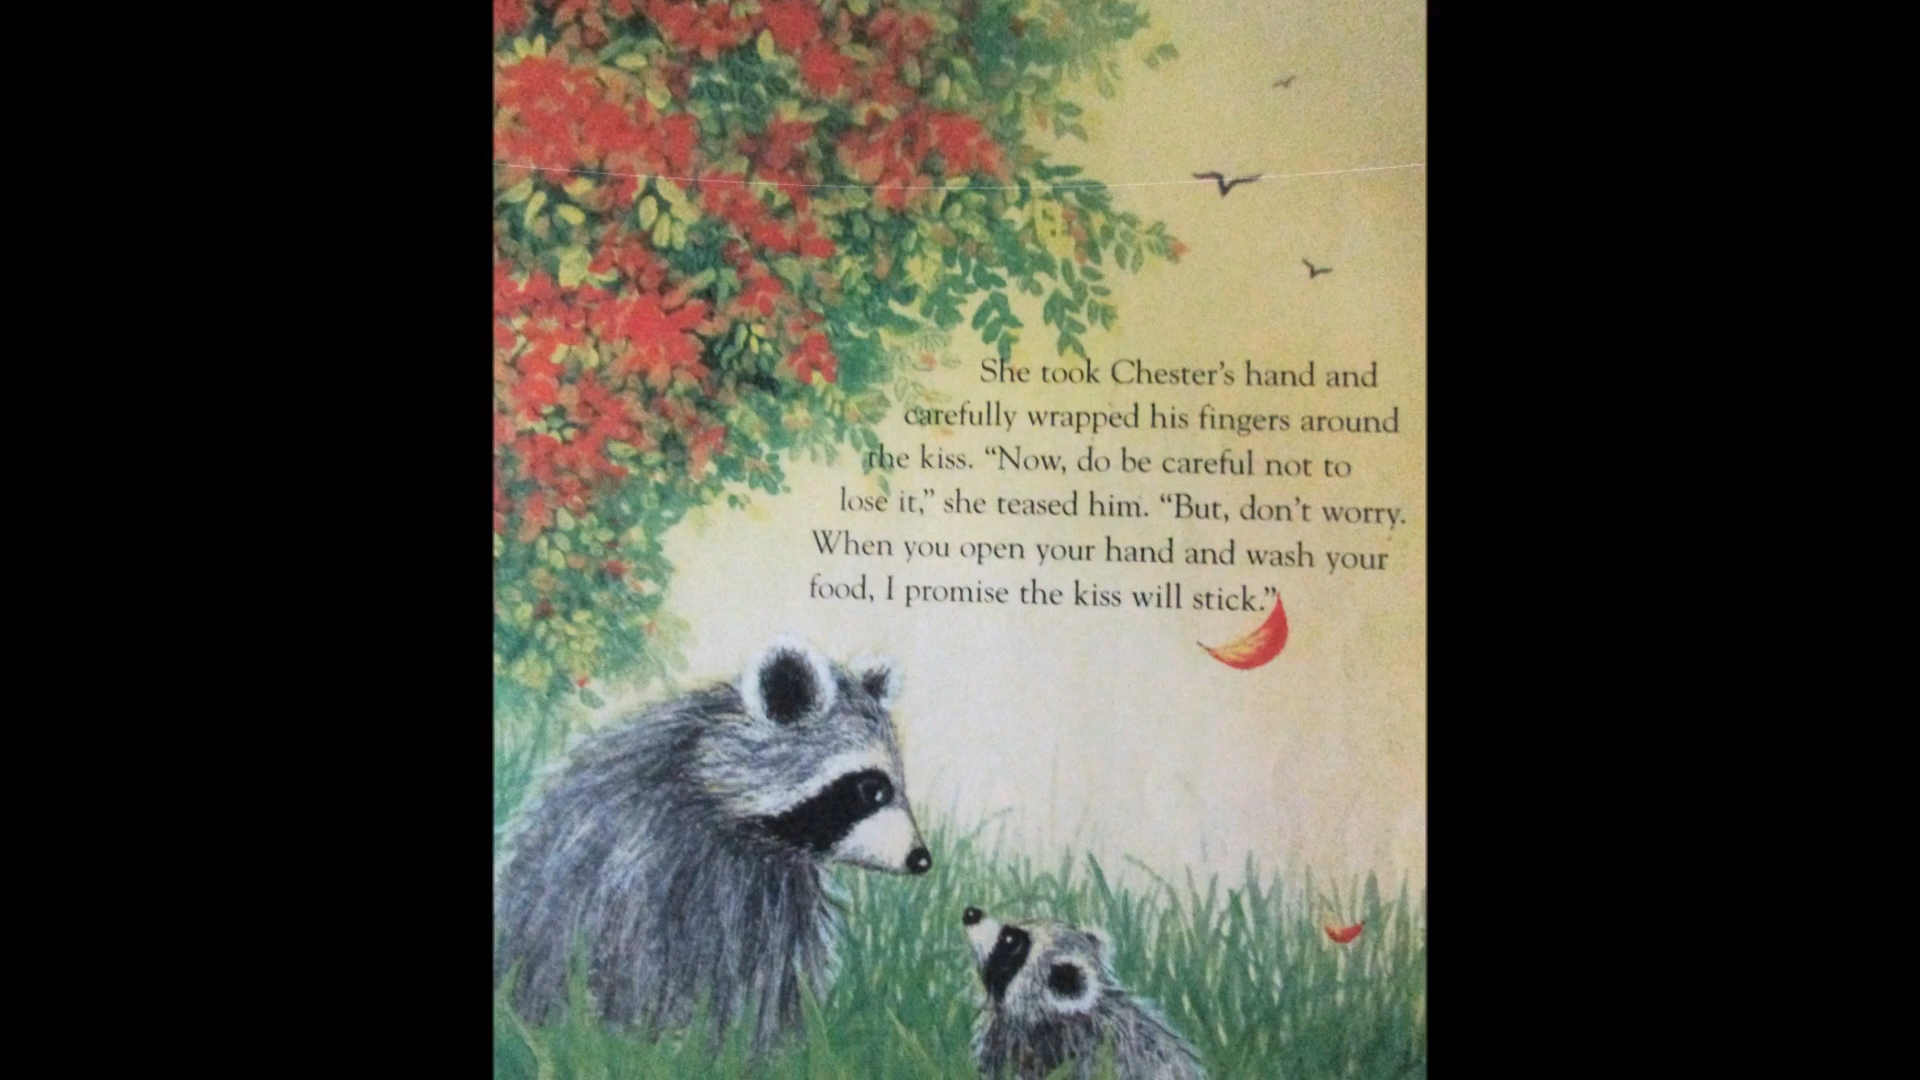 She took Chester's hand and
carefully wrapped his fingers around
the kiss. “Now, do be careful not to
lose it,” she teased him. “But, don't worry.
When you open your hand and wash your
food, I promise the kiss will stick.”